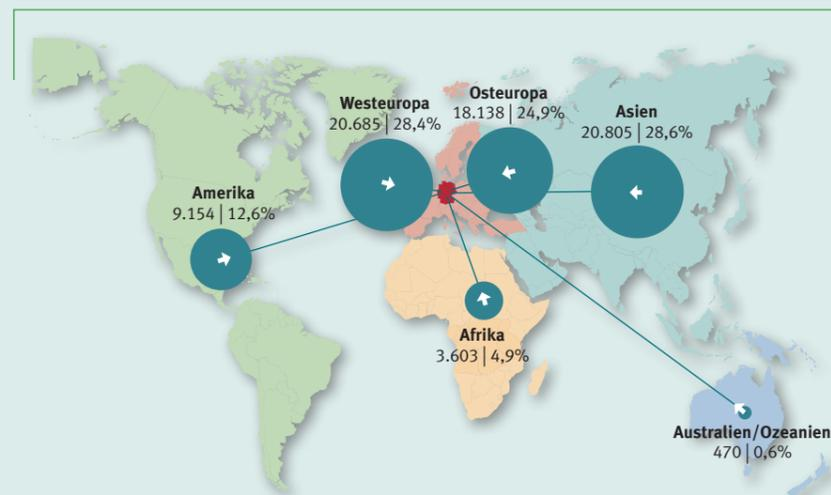 Westeuropa
20.685 | 28,4%
Osteuropa
18.138 | 24,9%
Asien
20.805 | 28,6%
Amerika
9.154 | 12,6%
Afrika
3.603 | 4,9%
Australien/Ozeanien
470 | 0,6%